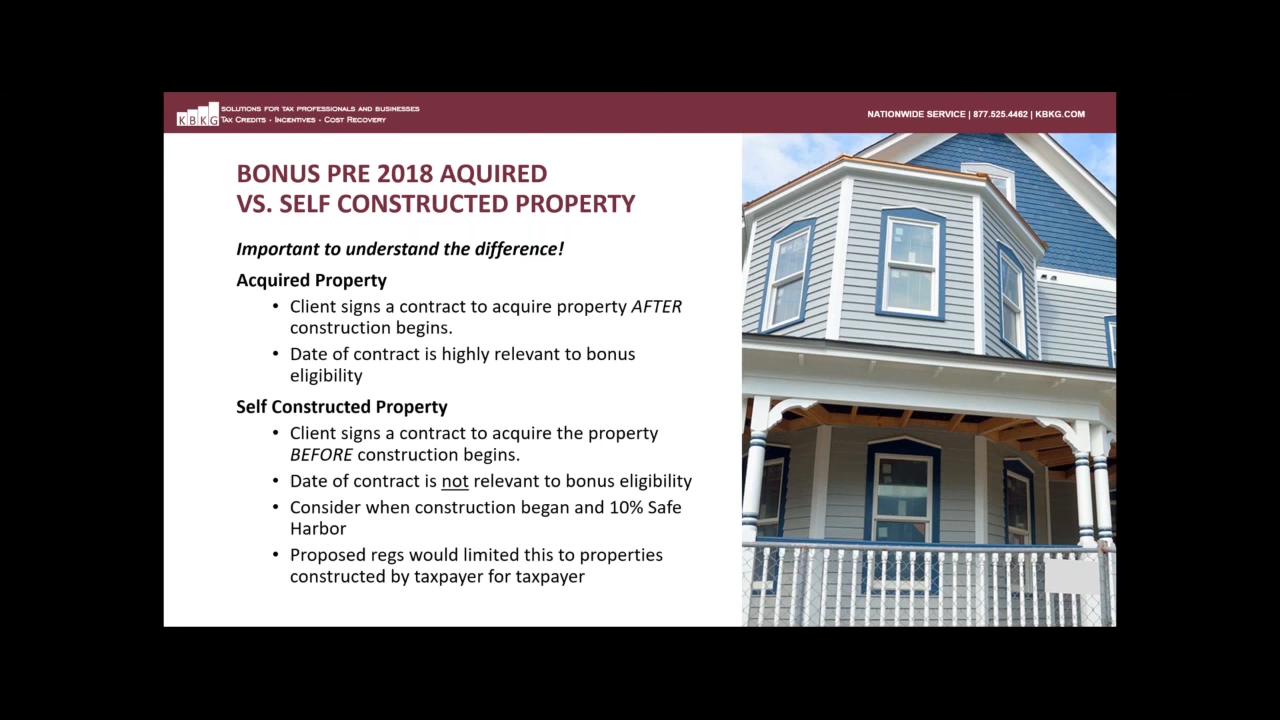 KBKG
SOLUTIONS FOR TAX PROFESSIONALS AND BUSINESSES
TAX CREDITS • INCENTIVES • COST RECOVERY
NATIONWIDE SERVICE | 877.525.4462 | KBKG.COM
BONUS PRE 2018 AQUIRED
VS. SELF CONSTRUCTED PROPERTY
Important to understand the difference!
Acquired Property
• Client signs a contract to acquire property AFTER
construction begins.
• Date of contract is highly relevant to bonus
eligibility
Self Constructed Property
• Client signs a contract to acquire the property
BEFORE construction begins.
• Date of contract is not relevant to bonus eligibility
• Consider when construction began and 10% Safe
Harbor
• Proposed regs would limited this to properties
constructed by taxpayer for taxpayer